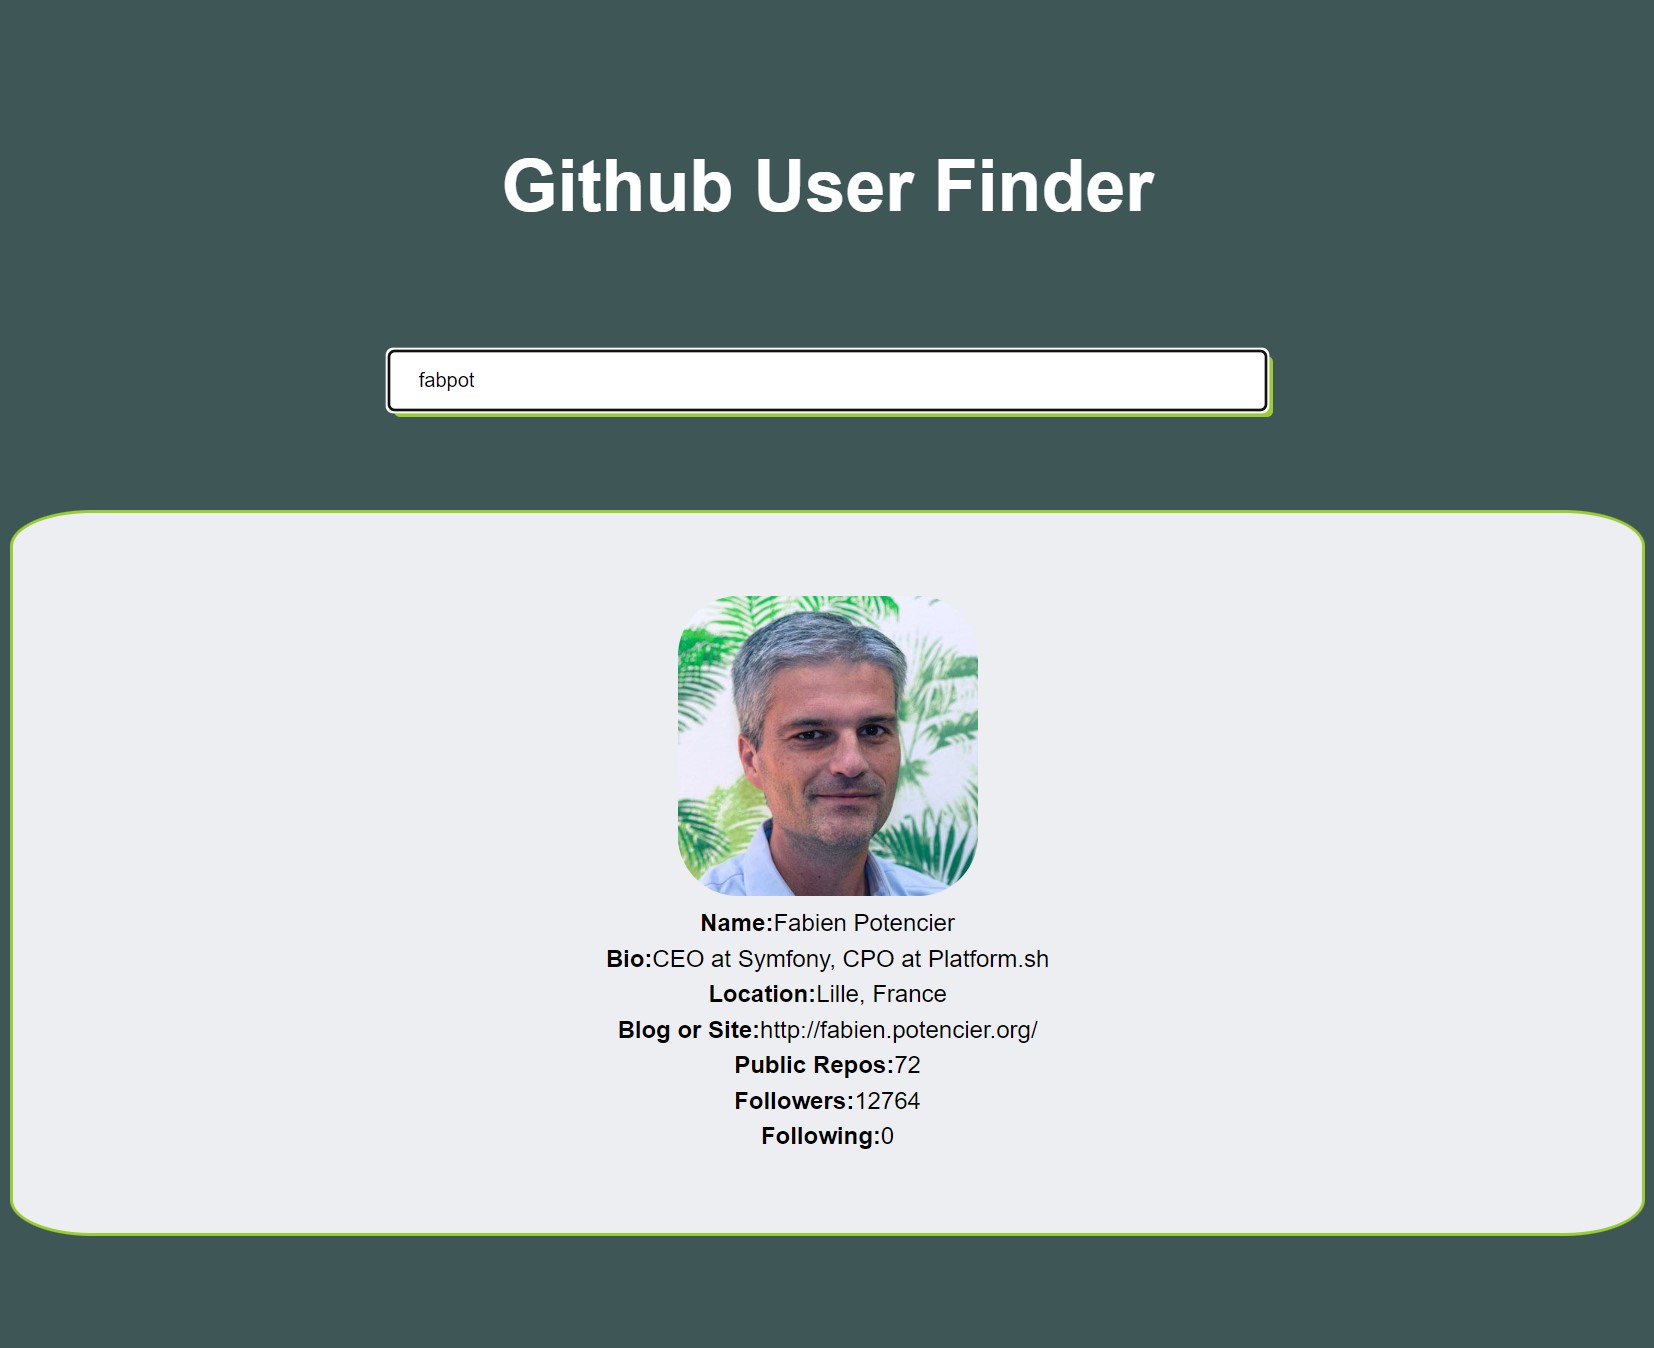 Github User Finder
fabpot
Name:Fabien Potencier
Bio:CEO at Symfony, CPO at Platform.sh
Location:Lille, France
Blog or Site:http://fabien.potencier.org/
Public Repos:72
Followers:12764
Following:0